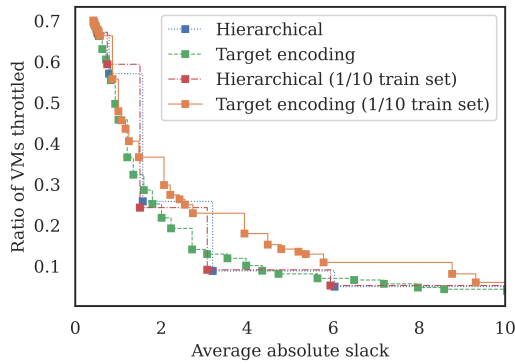 Ratio of VMs throttled
0.7
0.6
0.5
0.4
0.3
0.2
0.1
Hierarchical
Target encoding
Hierarchical (1/10 train set)
Target encoding (1/10 train set)
0 2 4 6 8 10
Average absolute slack